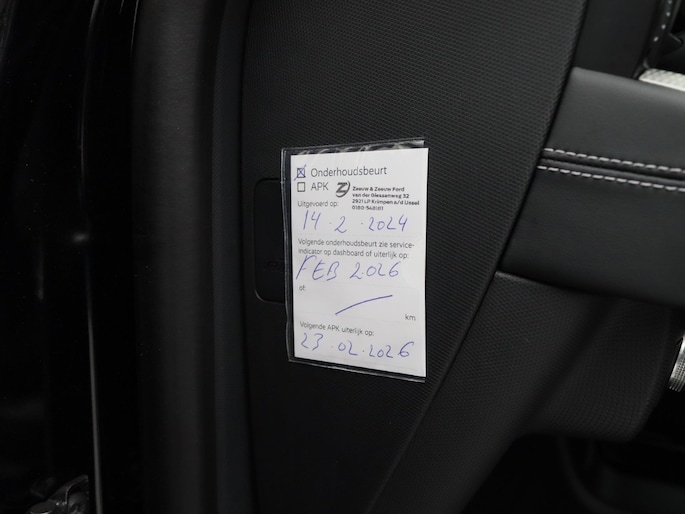 ☒ Onderhoudsbeurt
☐ APK
Zeeuw & Zeeuw Ford
van der Giessenweg 32
2921 LP Krimpen a/d IJssel
0180-548181
Uitgevoerd op:
14 . 2 . 2024
Volgende onderhoudsbeurt zie service-
indicator op dashboard of uiterlijk op:
FEB 2026
of:
km
Volgende APK uiterlijk op:
23 . 02 . 2026